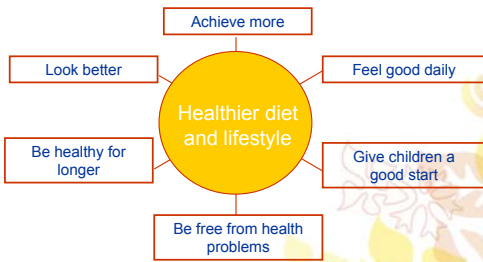 Achieve more
Look better
Feel good daily
Healthier diet
and lifestyle
Be healthy for
longer
Give children a
good start
Be free from health
problems